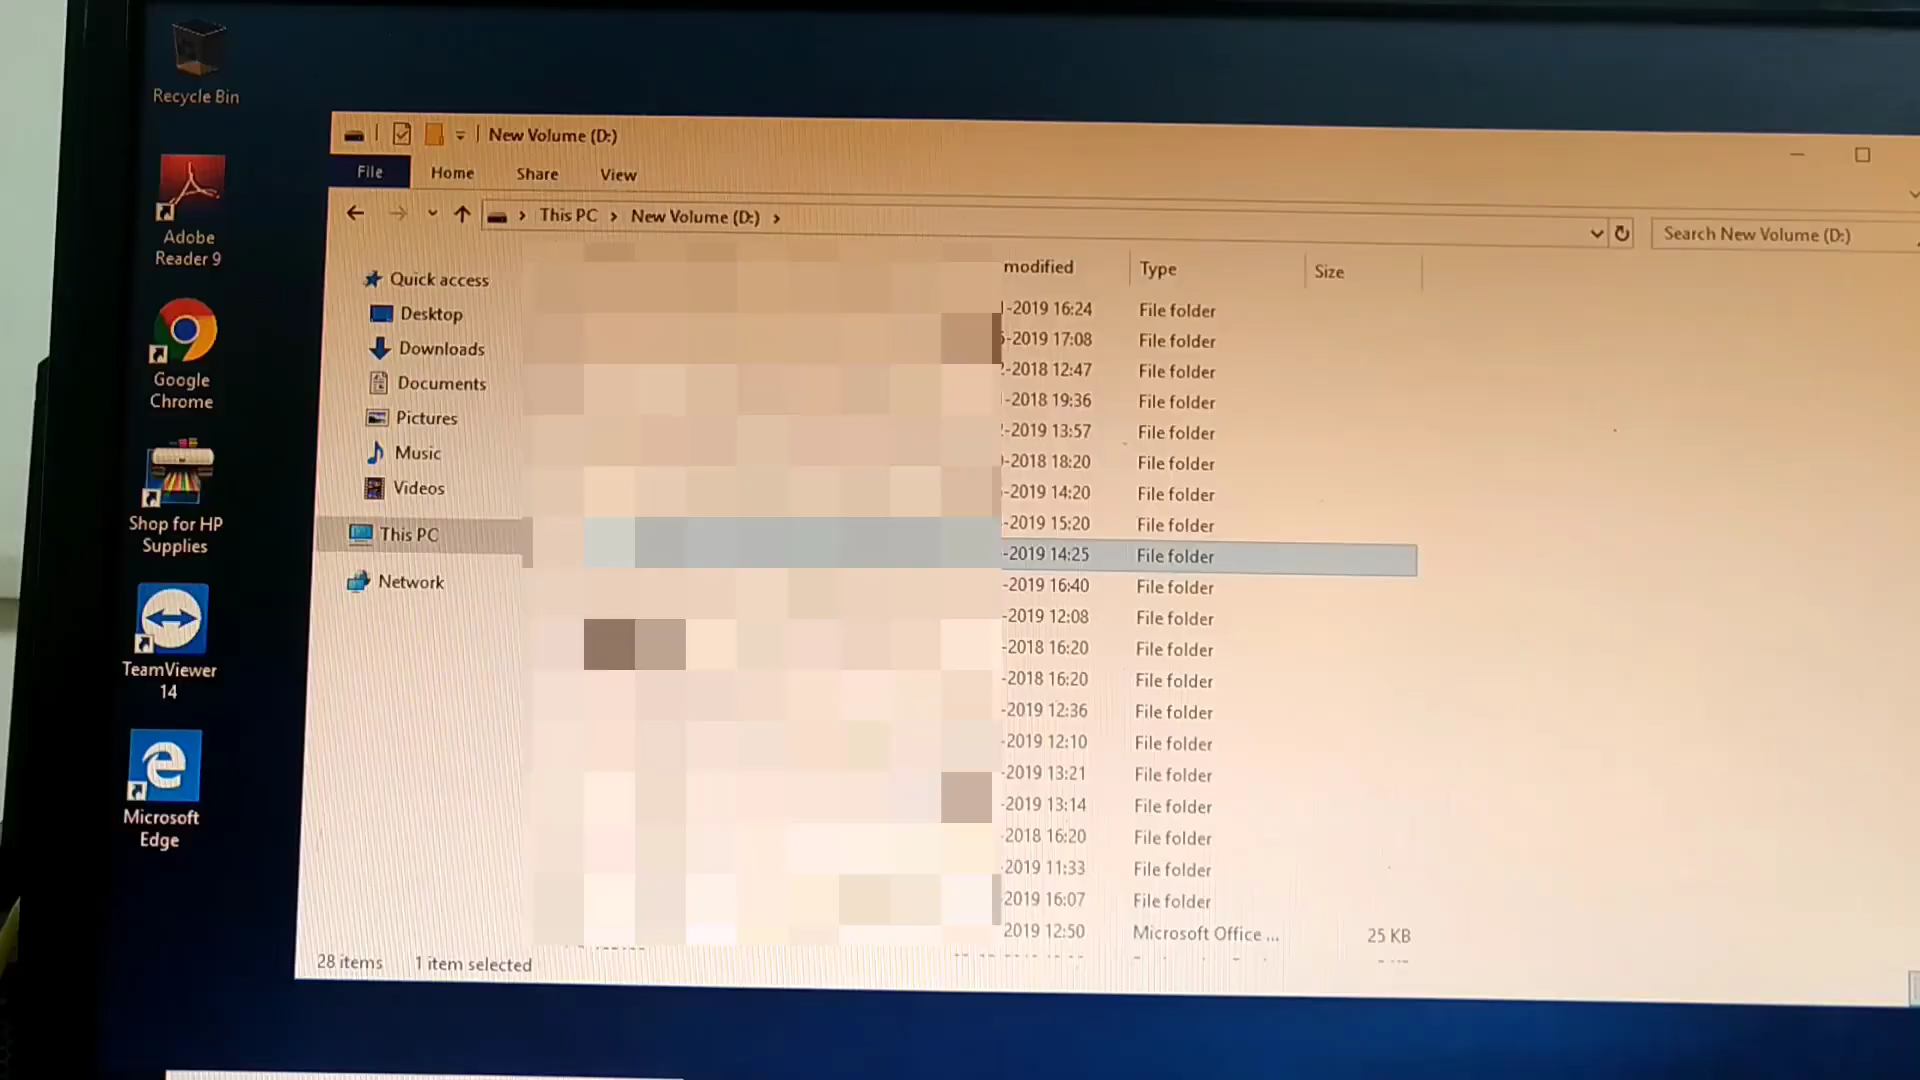 Recycle Bin
Adobe
Reader 9
Google
Chrome
Shop for HP
Supplies
TeamViewer
14
Microsoft
Edge
New Volume (D:)
File Home Share View
This PC New Volume (D:)
Search New Volume (D:)
Quick access
Desktop
Downloads
Documents
Pictures
Music
Videos
This PC
Network
modified Type Size
-2019 16:24 File folder
-2019 17:08 File folder
-2018 12:47 File folder
-2018 19:36 File folder
-2019 13:57 File folder
-2018 18:20 File folder
-2019 14:20 File folder
-2019 15:20 File folder
-2019 14:25 File folder
-2019 16:40 File folder
-2019 12:08 File folder
-2018 16:20 File folder
-2018 16:20 File folder
-2019 12:36 File folder
-2019 12:10 File folder
-2019 13:21 File folder
-2019 13:14 File folder
-2018 16:20 File folder
-2019 11:33 File folder
-2019 16:07 File folder
2019 12:50 Microsoft Office ... 25 KB
28 items 1 item selected